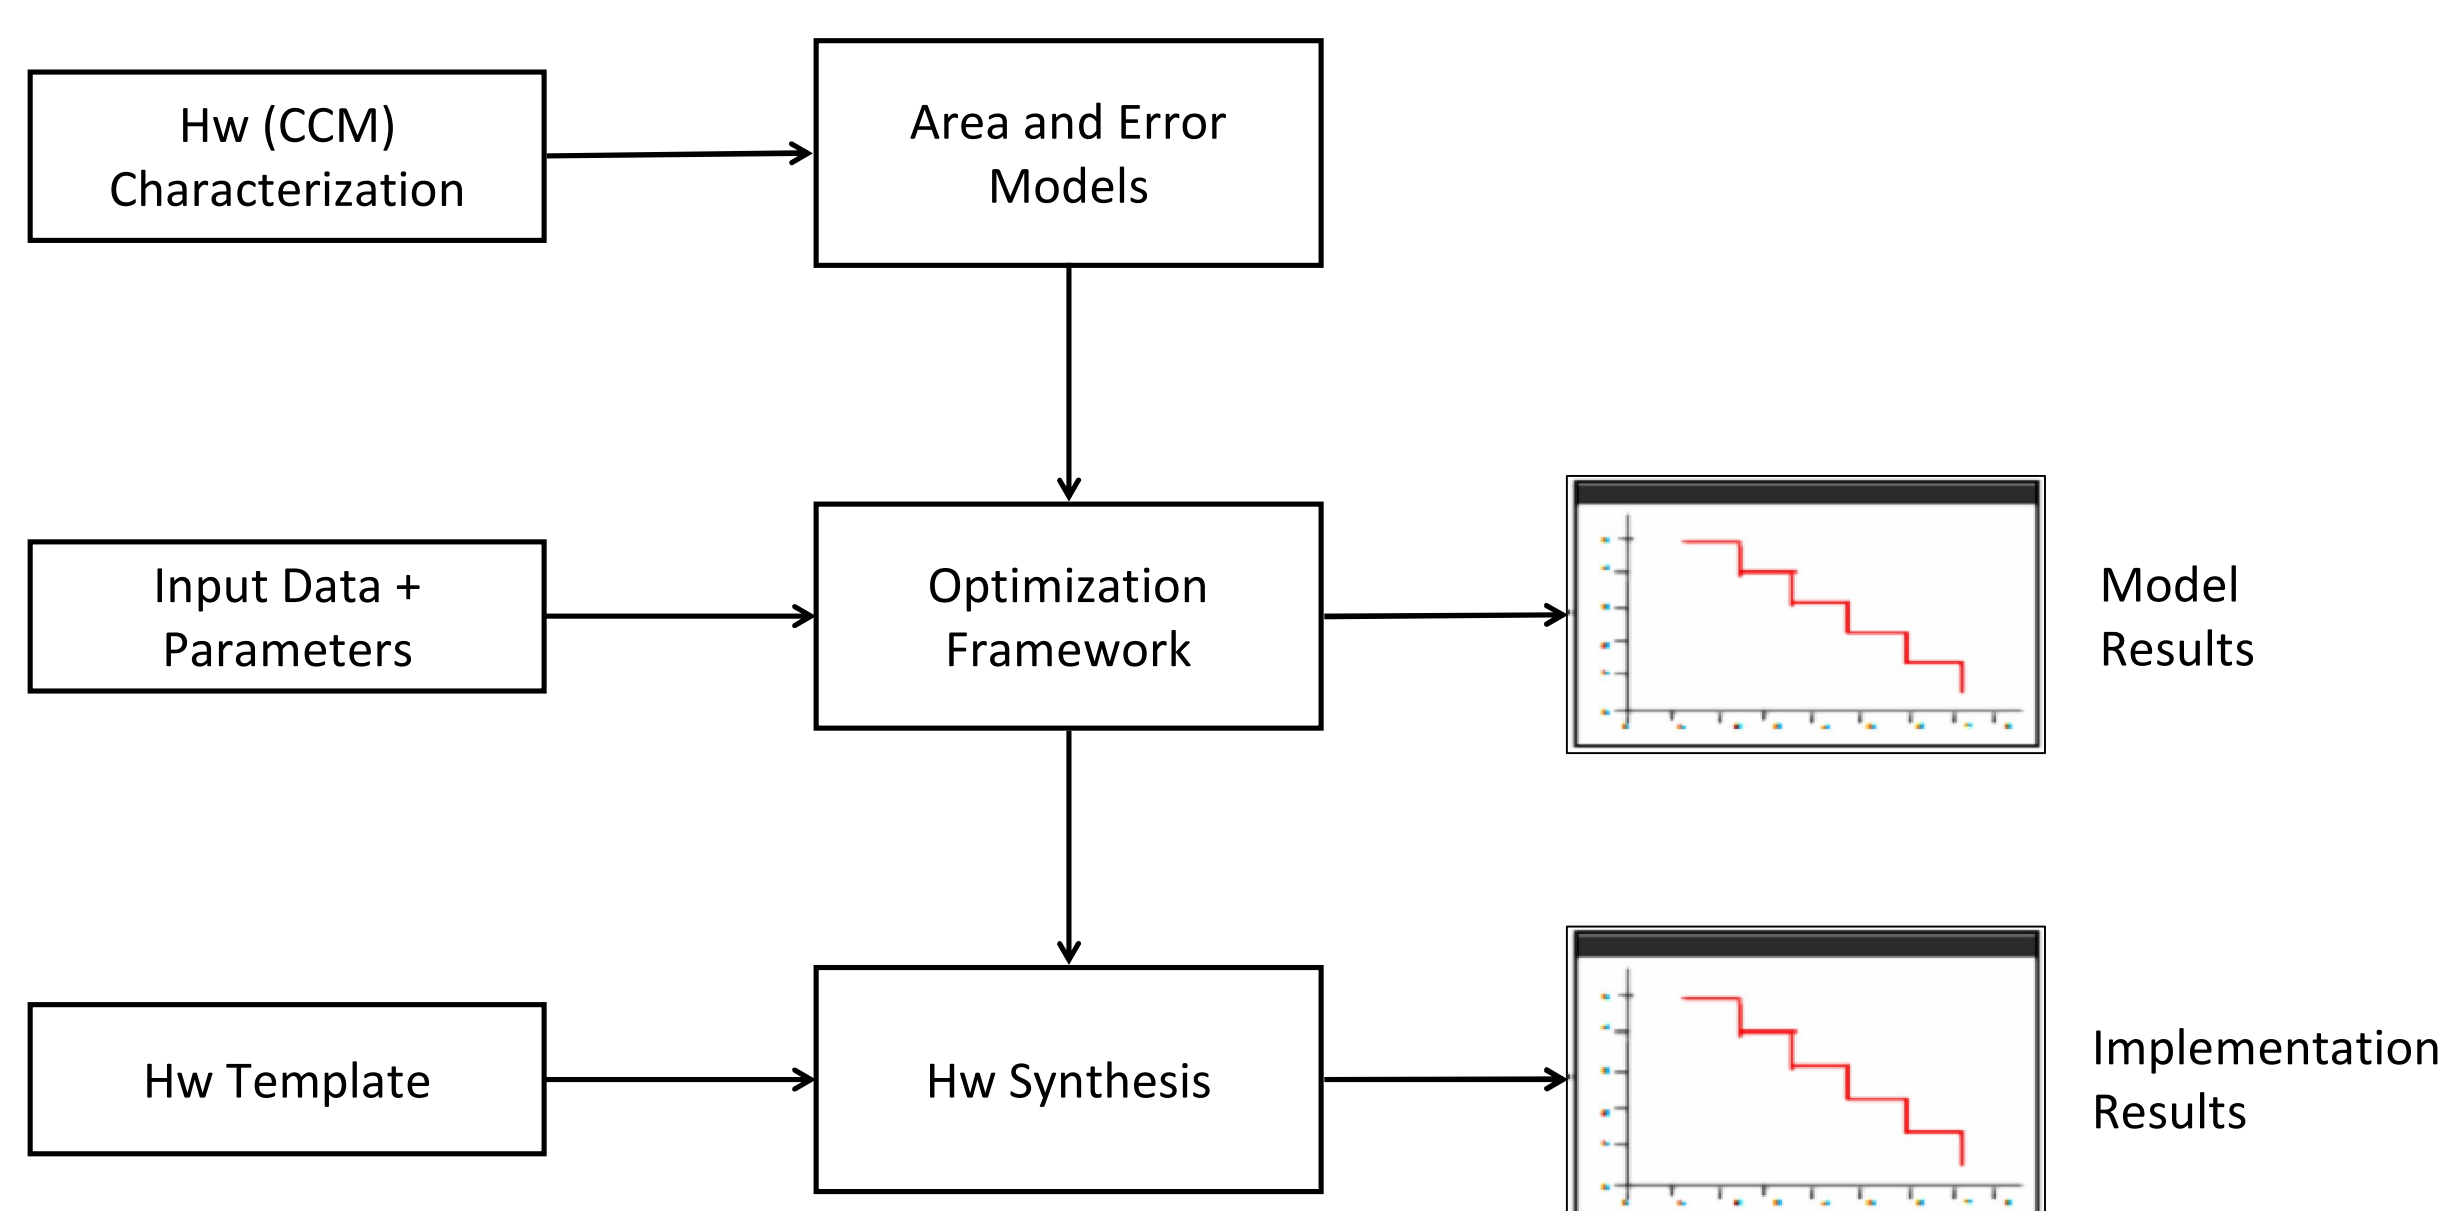 Hw (CCM)
Characterization
Area and Error
Models
Input Data +
Parameters
Optimization
Framework
Model
Results
Hw Template
Hw Synthesis
Implementation
Results